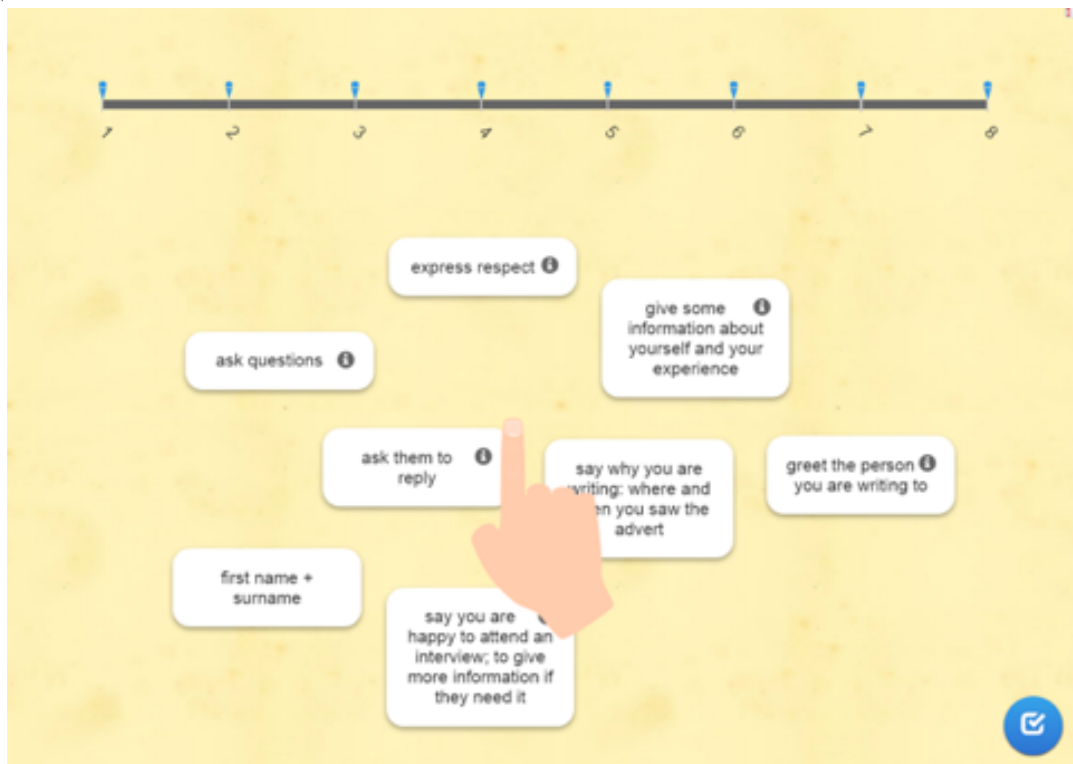 1 2 3 4 5 6 7 8
express respect
give some
information about
yourself and your
experience
ask questions
ask them to
reply
say why you are
writing: where and
you saw the
advert
greet the person
you are writing to
first name +
surname
say you are
happy to attend an
interview; to give
more information if
they need it